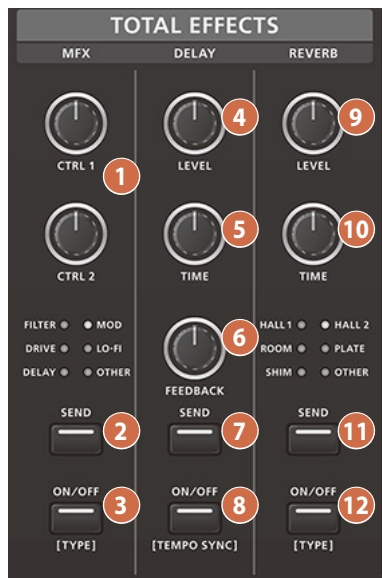 TOTAL EFFECTS
MFX DELAY REVERB
4 9
CTRL 1 LEVEL LEVEL
1
5 10
CTRL 2 TIME TIME
6
FILTER MOD HALL 1 HALL 2
DRIVE LO-FI ROOM PLATE
DELAY OTHER SHIM OTHER
FEEDBACK
SEND SEND SEND
2 7 11
ON/OFF ON/OFF ON/OFF
3 8 12
[TYPE] [TEMPO SYNC] [TYPE]